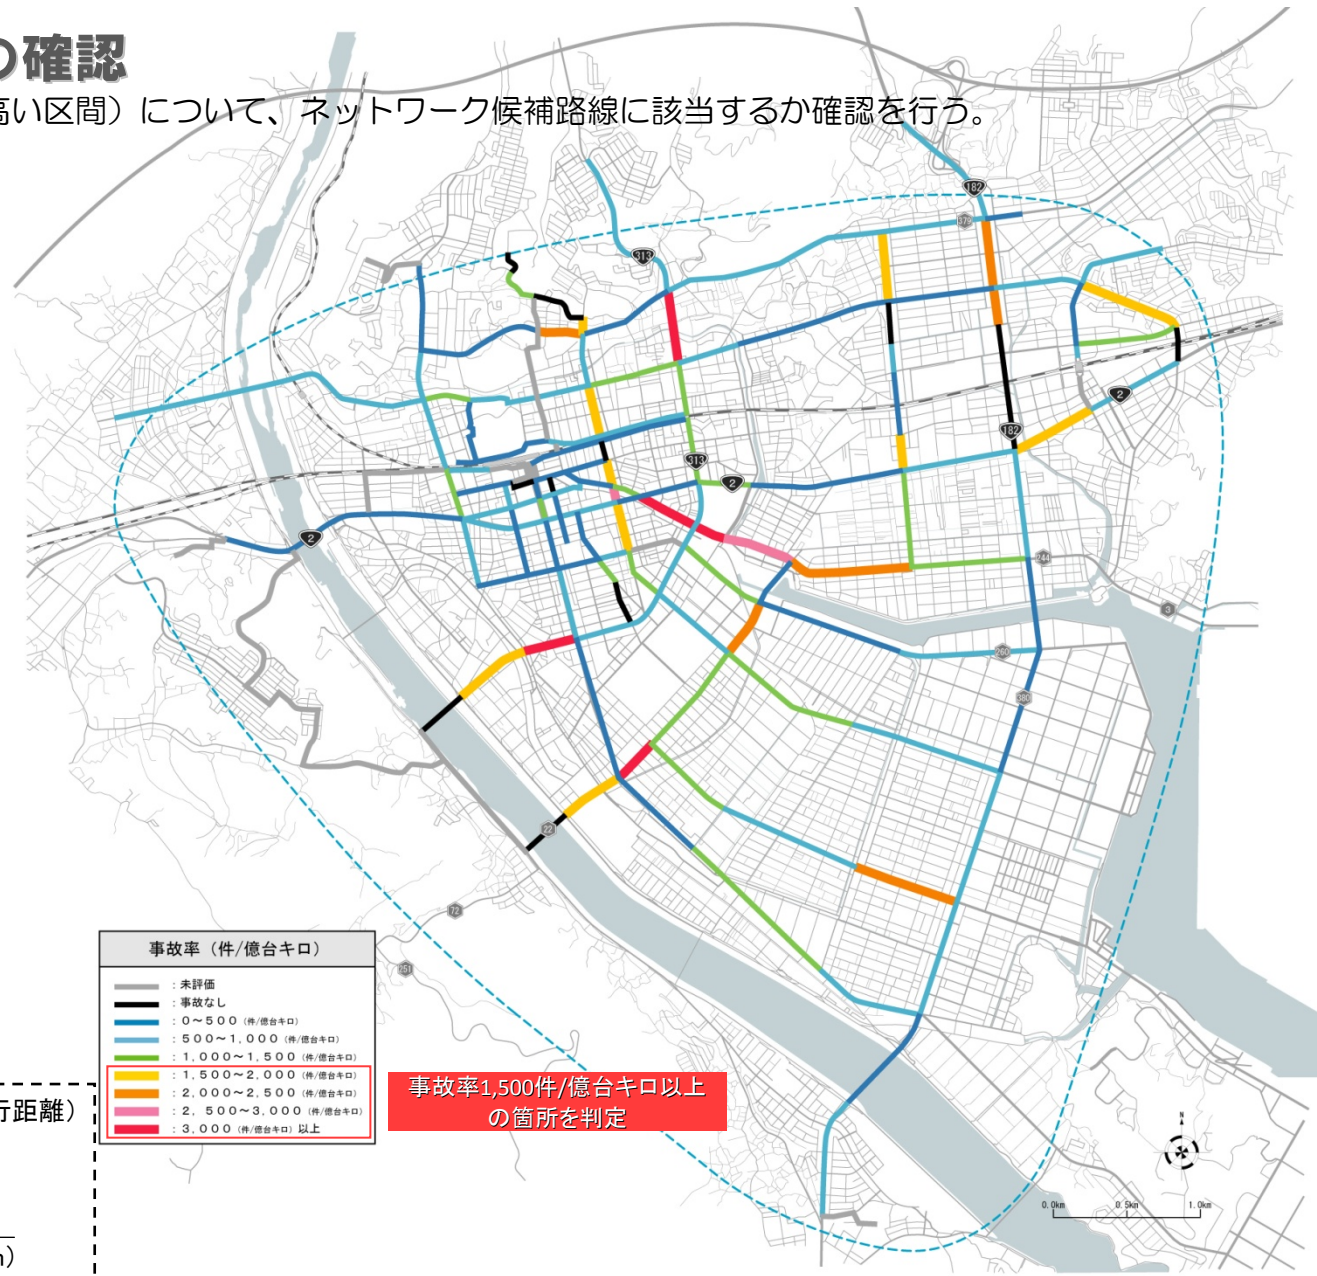 の確認
高い区間）について、ネットワーク候補路線に該当するか確認を行う。
182
379
313
2
182
313
2
2
244
3
260
380
22
72
251
事故率（件/億台キロ）
：未評価
：事故なし
：０～５００（件/億台キロ）
：５００～１，０００（件/億台キロ）
：１，０００～１，５００（件/億台キロ）
：１，５００～２，０００（件/億台キロ）
：２，０００～２，５００（件/億台キロ）
：２，５００～３，０００（件/億台キロ）
：３，０００（件/億台キロ）以上
事故率1,500件/億台キロ以上
の箇所を判定
行距離）
N
0.0km 0.5km 1.0km